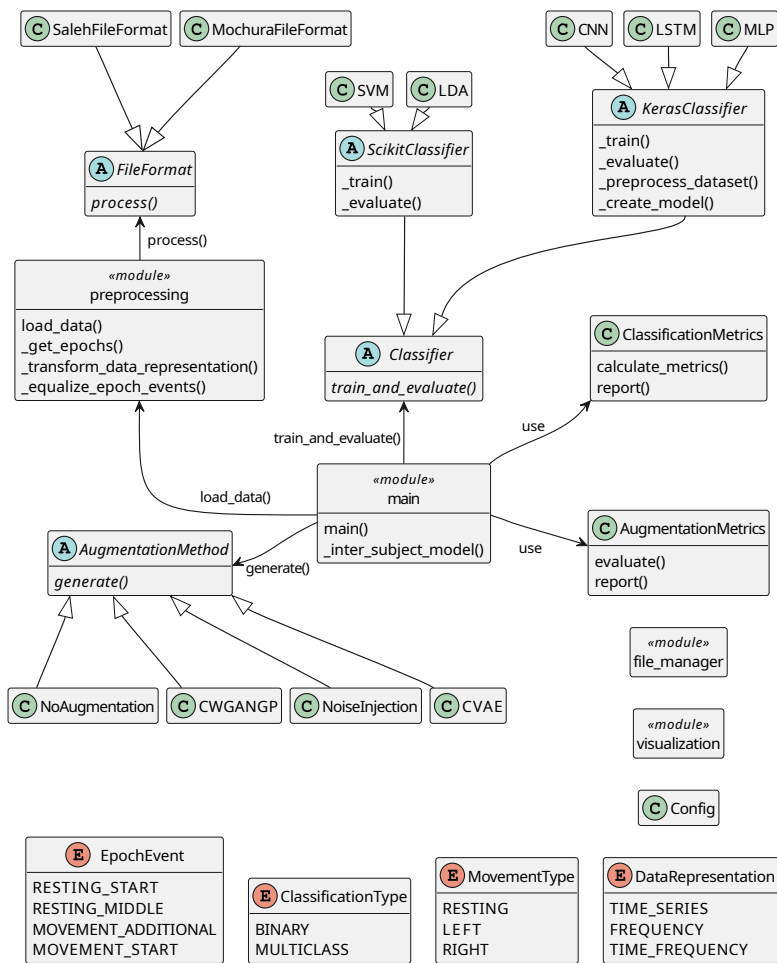 C SalehFileFormat
C MochuraFileFormat
C CNN
C LSTM
C MLP
C SVM
C LDA
A KerasClassifier
_train()
_evaluate()
_preprocess_dataset()
_create_model()
A ScikitClassifier
_train()
_evaluate()
A FileFormat
process()
process()
«module»
preprocessing
load_data()
_get_epochs()
_transform_data_representation()
_equalize_epoch_events()
A Classifier
train_and_evaluate()
C ClassificationMetrics
calculate_metrics()
report()
train_and_evaluate()
use
«module»
main
main()
_inter_subject_model()
load_data()
generate()
use
C AugmentationMetrics
evaluate()
report()
A AugmentationMethod
generate()
«module»
file_manager
C NoAugmentation
C CWGANGP
C NoiseInjection
C CVAE
«module»
visualization
C Config
E EpochEvent
RESTING_START
RESTING_MIDDLE
MOVEMENT_ADDITIONAL
MOVEMENT_START
E ClassificationType
BINARY
MULTICLASS
E MovementType
RESTING
LEFT
RIGHT
E DataRepresentation
TIME_SERIES
FREQUENCY
TIME_FREQUENCY